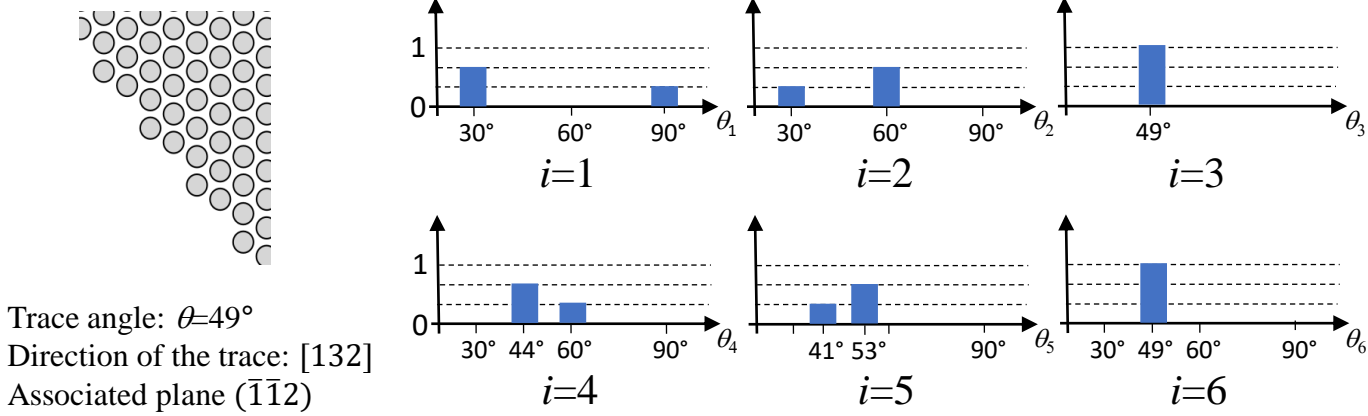 1
0
30° 60° 90° θ₁
i=1
30° 60° 90° θ₂
i=2
49° θ₃
i=3
1
0
30° 44° 60° 90° θ₄
i=4
41° 53° 90° θ₅
i=5
30° 49° 60° 90° θ₆
i=6
Trace angle: θ=49°
Direction of the trace: [132]
Associated plane (1̅1̅2)